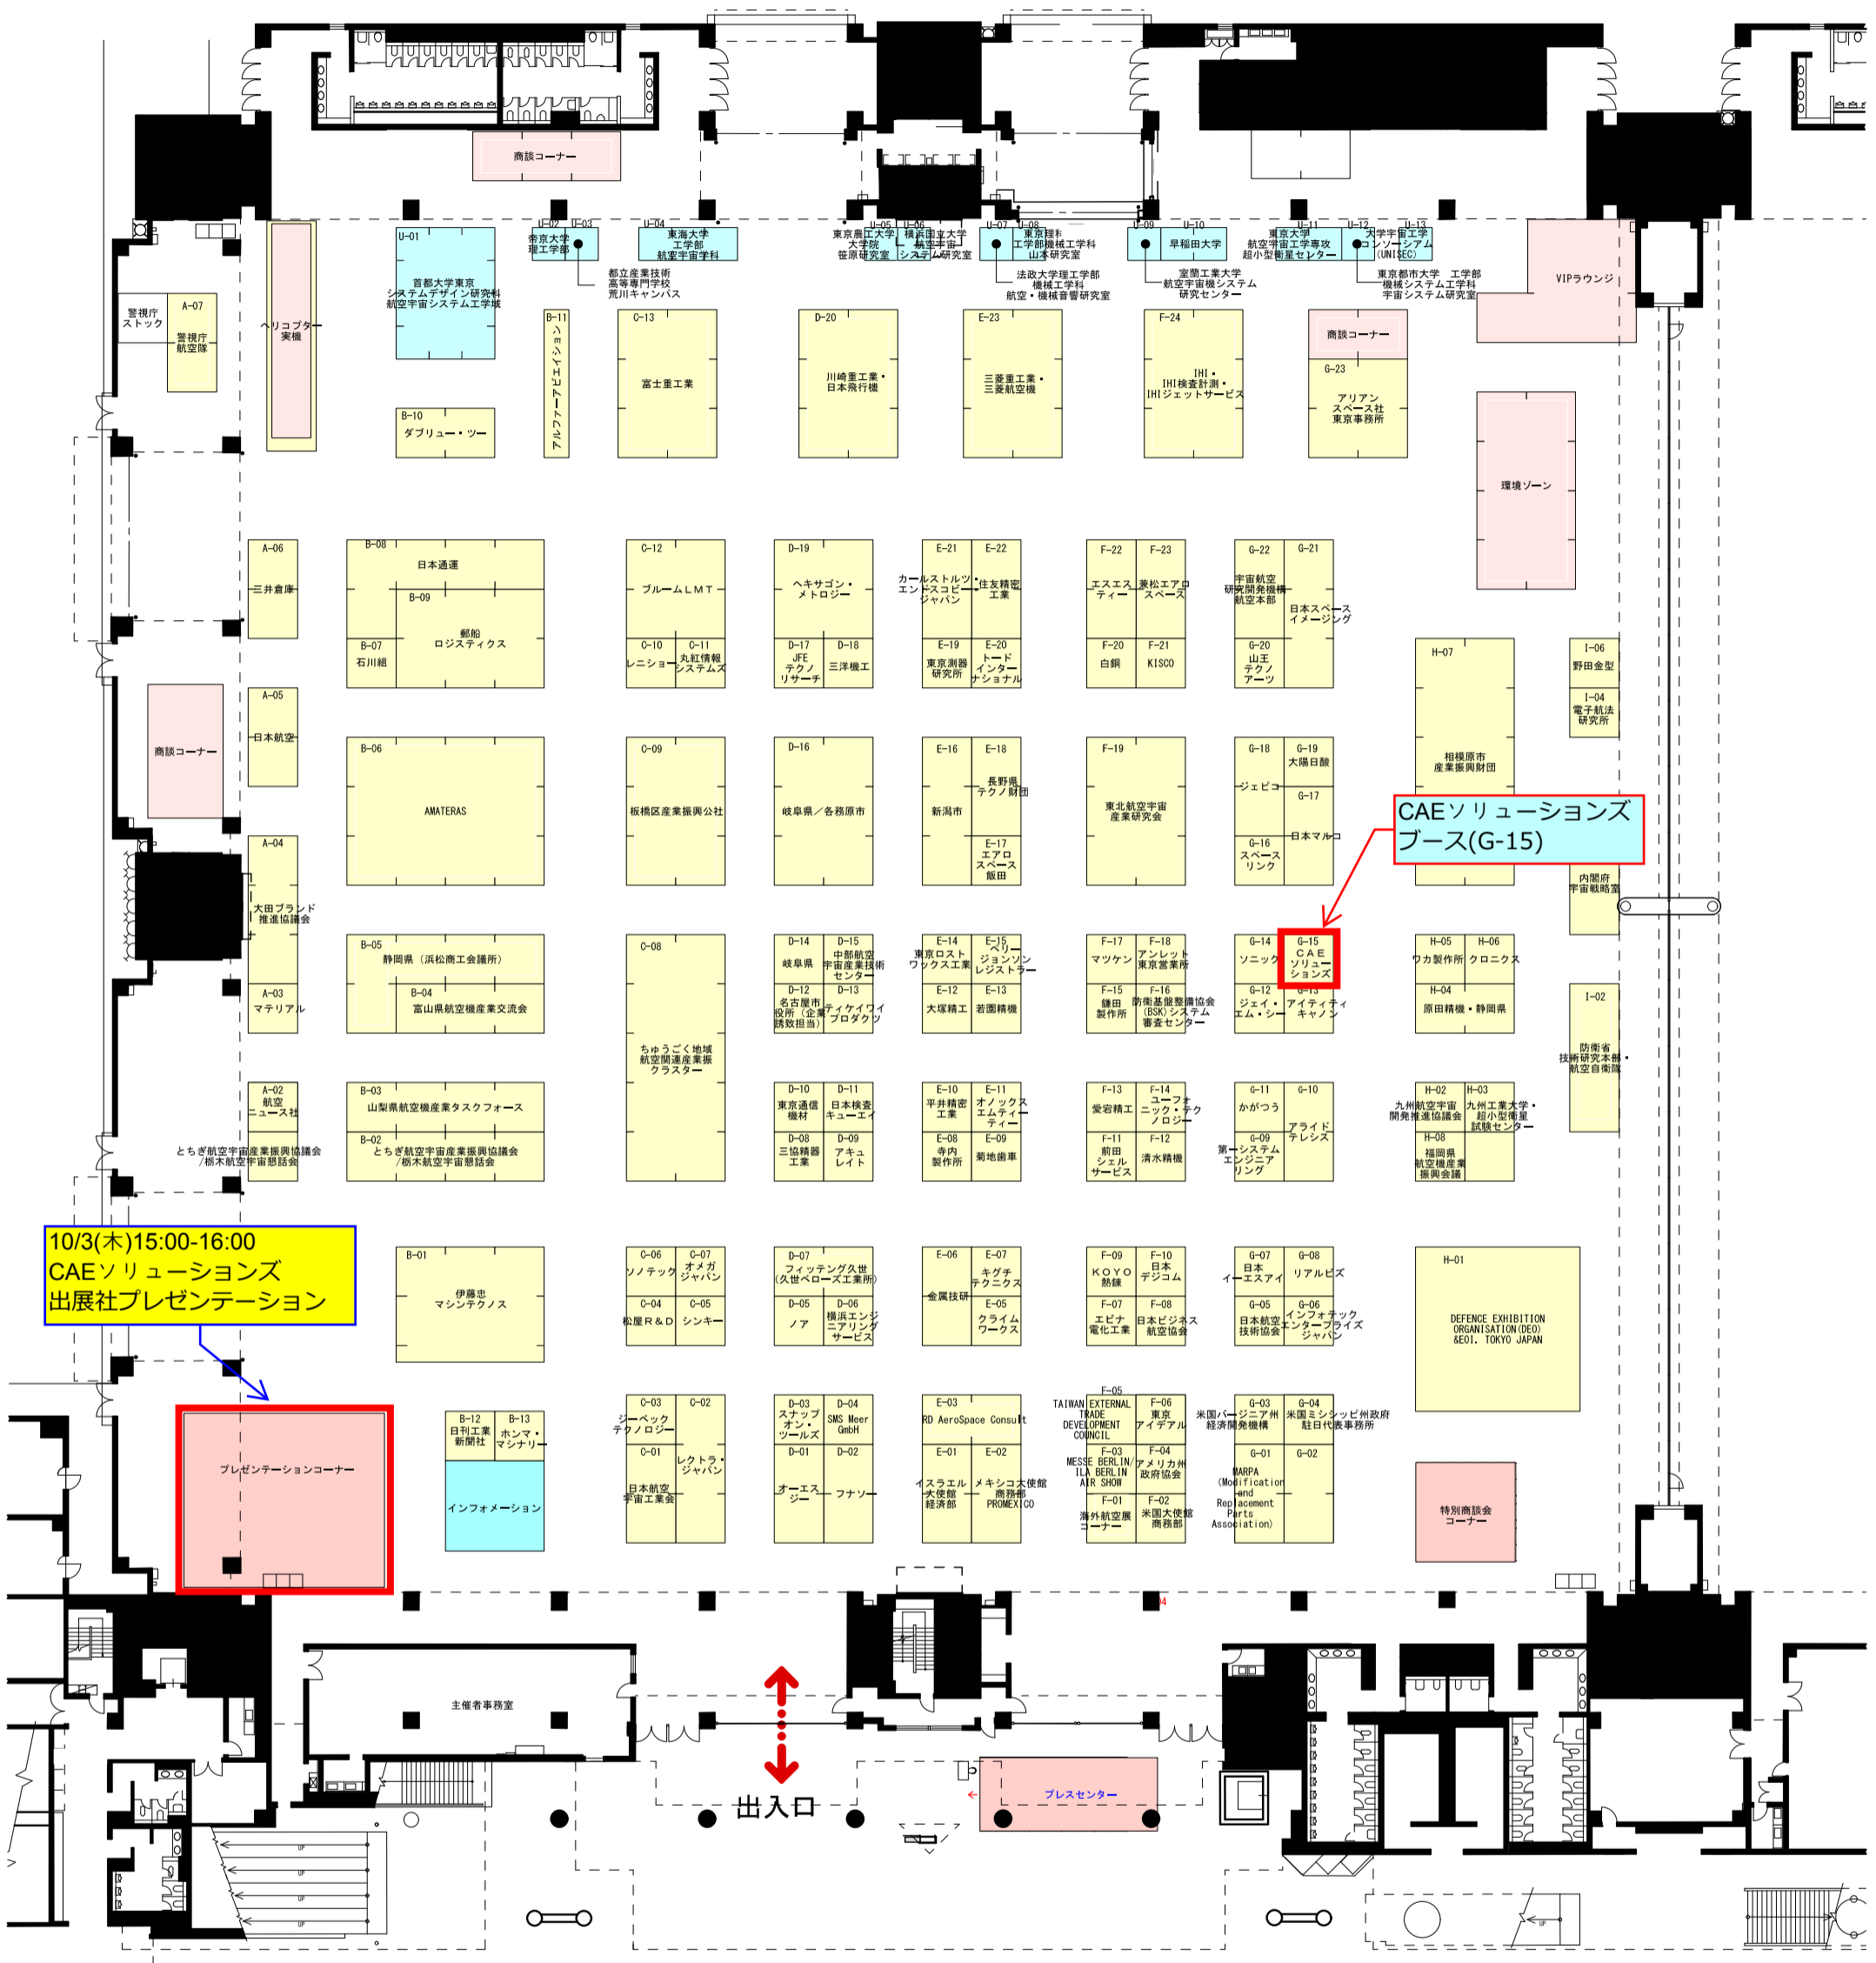 商談コーナー
U-01
首都大学東京
システムデザイン研究科
航空宇宙システム工学域
U-02
帝京大学
理工学部
U-03
都立産業技術
高等専門学校
荒川キャンパス
U-04
東海大学
工学部
航空宇宙学科
U-05
東京農工大学
大学院
笹原研究室
U-06
横浜国立大学
航空宇宙
システム研究室
U-07
法政大学理工学部
機械工学科
航空・機械音響研究室
U-08
東京理科
工学部機械工学科
山本研究室
U-09
室蘭工業大学
航空宇宙機システム
研究センター
U-10
早稲田大学
U-11
東京大学
航空宇宙工学専攻
超小型衛星センター
U-12
東京都市大学 工学部
機械システム工学科
宇宙システム研究室
U-13
大学宇宙工学
コンソーシアム
(UNISEC)
VIPラウンジ
警視庁
ストック
A-07
警視庁
航空隊
ヘリコプター
実機
B-10
ダブリュー・ツー
B-11
アルファーアビエイション
C-13
富士重工業
D-20
川崎重工業・
日本飛行機
E-23
三菱重工業・
三菱航空機
F-24
IHI・
IHI検査計測・
IHIジェットサービス
商談コーナー
G-23
アリアン
スペース社
東京事務所
環境ゾーン
A-06
三井倉庫
B-08
日本通運
B-09
郵船
ロジスティクス
B-07
石川組
C-12
ブルームLMT
C-10
レニショー
C-11
丸紅情報
システムズ
D-19
ヘキサゴン・
メトロジー
D-17
JFE
テクノ
リサーチ
D-18
三洋機工
E-21
カールストルツ・
エンドスコピー・
ジャパン
E-22
住友精密
工業
E-19
東京測器
研究所
E-20
トード
インター
ナショナル
F-22
エスエス
ティー
F-23
兼松エアロ
スペース
F-20
白銅
F-21
KISCO
G-22
宇宙航空
研究開発機構
航空本部
G-21
日本スペース
イメージング
G-20
山王
テクノ
アーツ
H-07
相模原市
産業振興財団
I-06
野田金型
I-04
電子航法
研究所
商談コーナー
A-05
日本航空
B-06
AMATERAS
C-09
板橋区産業振興公社
D-16
岐阜県／各務原市
E-16
新潟市
E-18
長野県
テクノ財団
E-17
エアロ
スペース
飯田
F-19
東北航空宇宙
産業研究会
G-18
ジェピコ
G-19
大陽日酸
G-17
日本マルコ
G-16
スペース
リンク
CAEソリューションズ
ブース(G-15)
内閣府
宇宙戦略室
A-04
大田ブランド
推進協議会
A-03
マテリアル
B-05
静岡県（浜松商工会議所）
B-04
富山県航空機産業交流会
C-08
ちゅうごく地域
航空関連産業振
クラスター
D-14
岐阜県
D-15
中部航空
宇宙産業技術
センター
D-12
名古屋市
役所（企業
誘致担当）
D-13
ティケイワイ
プロダクツ
E-14
東京ロスト
ワックス工業
E-15
ペリー
ジョンソン
レジストラー
E-12
大塚精工
E-13
若園精機
F-17
マツケン
F-18
アンレット
東京営業所
F-15
鎌田
製作所
F-16
防衛基盤整備協会
(BSK)システム
審査センター
G-14
ソニック
G-15
CAE
ソリュー
ションズ
G-12
ジェイ・
エム・シー
G-13
アイティティ
キャノン
H-05
ワカ製作所
H-06
クロニクス
H-04
原田精機・静岡県
I-02
防衛省
技術研究本部・
航空自衛隊
A-02
航空
ニュース社
とちぎ航空宇宙産業振興協議会
/栃木航空宇宙懇話会
B-03
山梨県航空機産業タスクフォース
B-02
とちぎ航空宇宙産業振興協議会
/栃木航空宇宙懇話会
D-10
東京通信
機材
D-11
日本検査
キューエイ
D-08
三協精器
工業
D-09
アキュ
レイト
E-10
平井精密
工業
E-11
オノックス
エムティー
ティー
E-08
寺内
製作所
E-09
菊地歯車
F-13
愛宕精工
F-14
ユーフォ
ニック・テク
ノロジー
F-11
前田
シェル
サービス
F-12
清水精機
G-11
かがつう
G-10
アライド
テレシス
G-09
第一システム
エンジニア
リング
H-02
九州航空宇宙
開発推進協議会
H-03
九州工業大学・
超小型衛星
試験センター
H-08
福岡県
航空機産業
振興会議
10/3(木)15:00-16:00
CAEソリューションズ
出展社プレゼンテーション
B-01
伊藤忠
マシンテクノス
C-06
ソノテック
C-07
オメガ
ジャパン
C-04
松屋R＆D
C-05
シンキー
D-07
フィッティング久世
(久世ベローズ工業所)
D-05
ノア
D-06
横浜エンジ
ニアリング
サービス
E-06
金属技研
E-07
キグチ
テクニクス
E-05
クライム
ワークス
F-09
KOYO
熱錬
F-10
日本
デジコム
F-07
エビナ
電化工業
F-08
日本ビジネス
航空協会
G-07
日本
イーエスアイ
G-08
リアルビズ
G-05
日本航空
技術協会
G-06
インフォテック
エンタープライズ
ジャパン
H-01
DEFENCE EXHIBITION
ORGANISATION(DEO)
&EOI. TOKYO JAPAN
プレゼンテーションコーナー
B-12
日刊工業
新聞社
B-13
ホンマ・
マシナリー
インフォメーション
C-03
ジーベック
テクノロジー
C-02
レクトラ・
ジャパン
C-01
日本航空
宇宙工業会
D-03
スナップ
オン・
ツールズ
D-04
SMS Meer
GmbH
D-01
オーエス
ジー
D-02
フナソー
E-03
RD AeroSpace Consult
E-01
イスラエル
大使館
経済部
E-02
メキシコ大使館
商務部
PROMEXICO
F-05
TAIWAN EXTERNAL
TRADE
DEVELOPMENT
COUNCIL
F-06
東京
アイデアル
F-03
MESSE BERLIN/
ILA BERLIN
AIR SHOW
F-04
アメリカ州
政府協会
F-01
海外航空展
コーナー
F-02
米国大使館
商務部
G-03
米国バージニア州
経済開発機構
G-04
米国ミシシッピ州政府
駐日代表事務所
G-01
MARPA
(Modification
and
Replacement
Parts
Association)
G-02
特別商談会
コーナー
04
主催者事務室
出入口
プレスセンター
UP
UP
UP
UP
UP